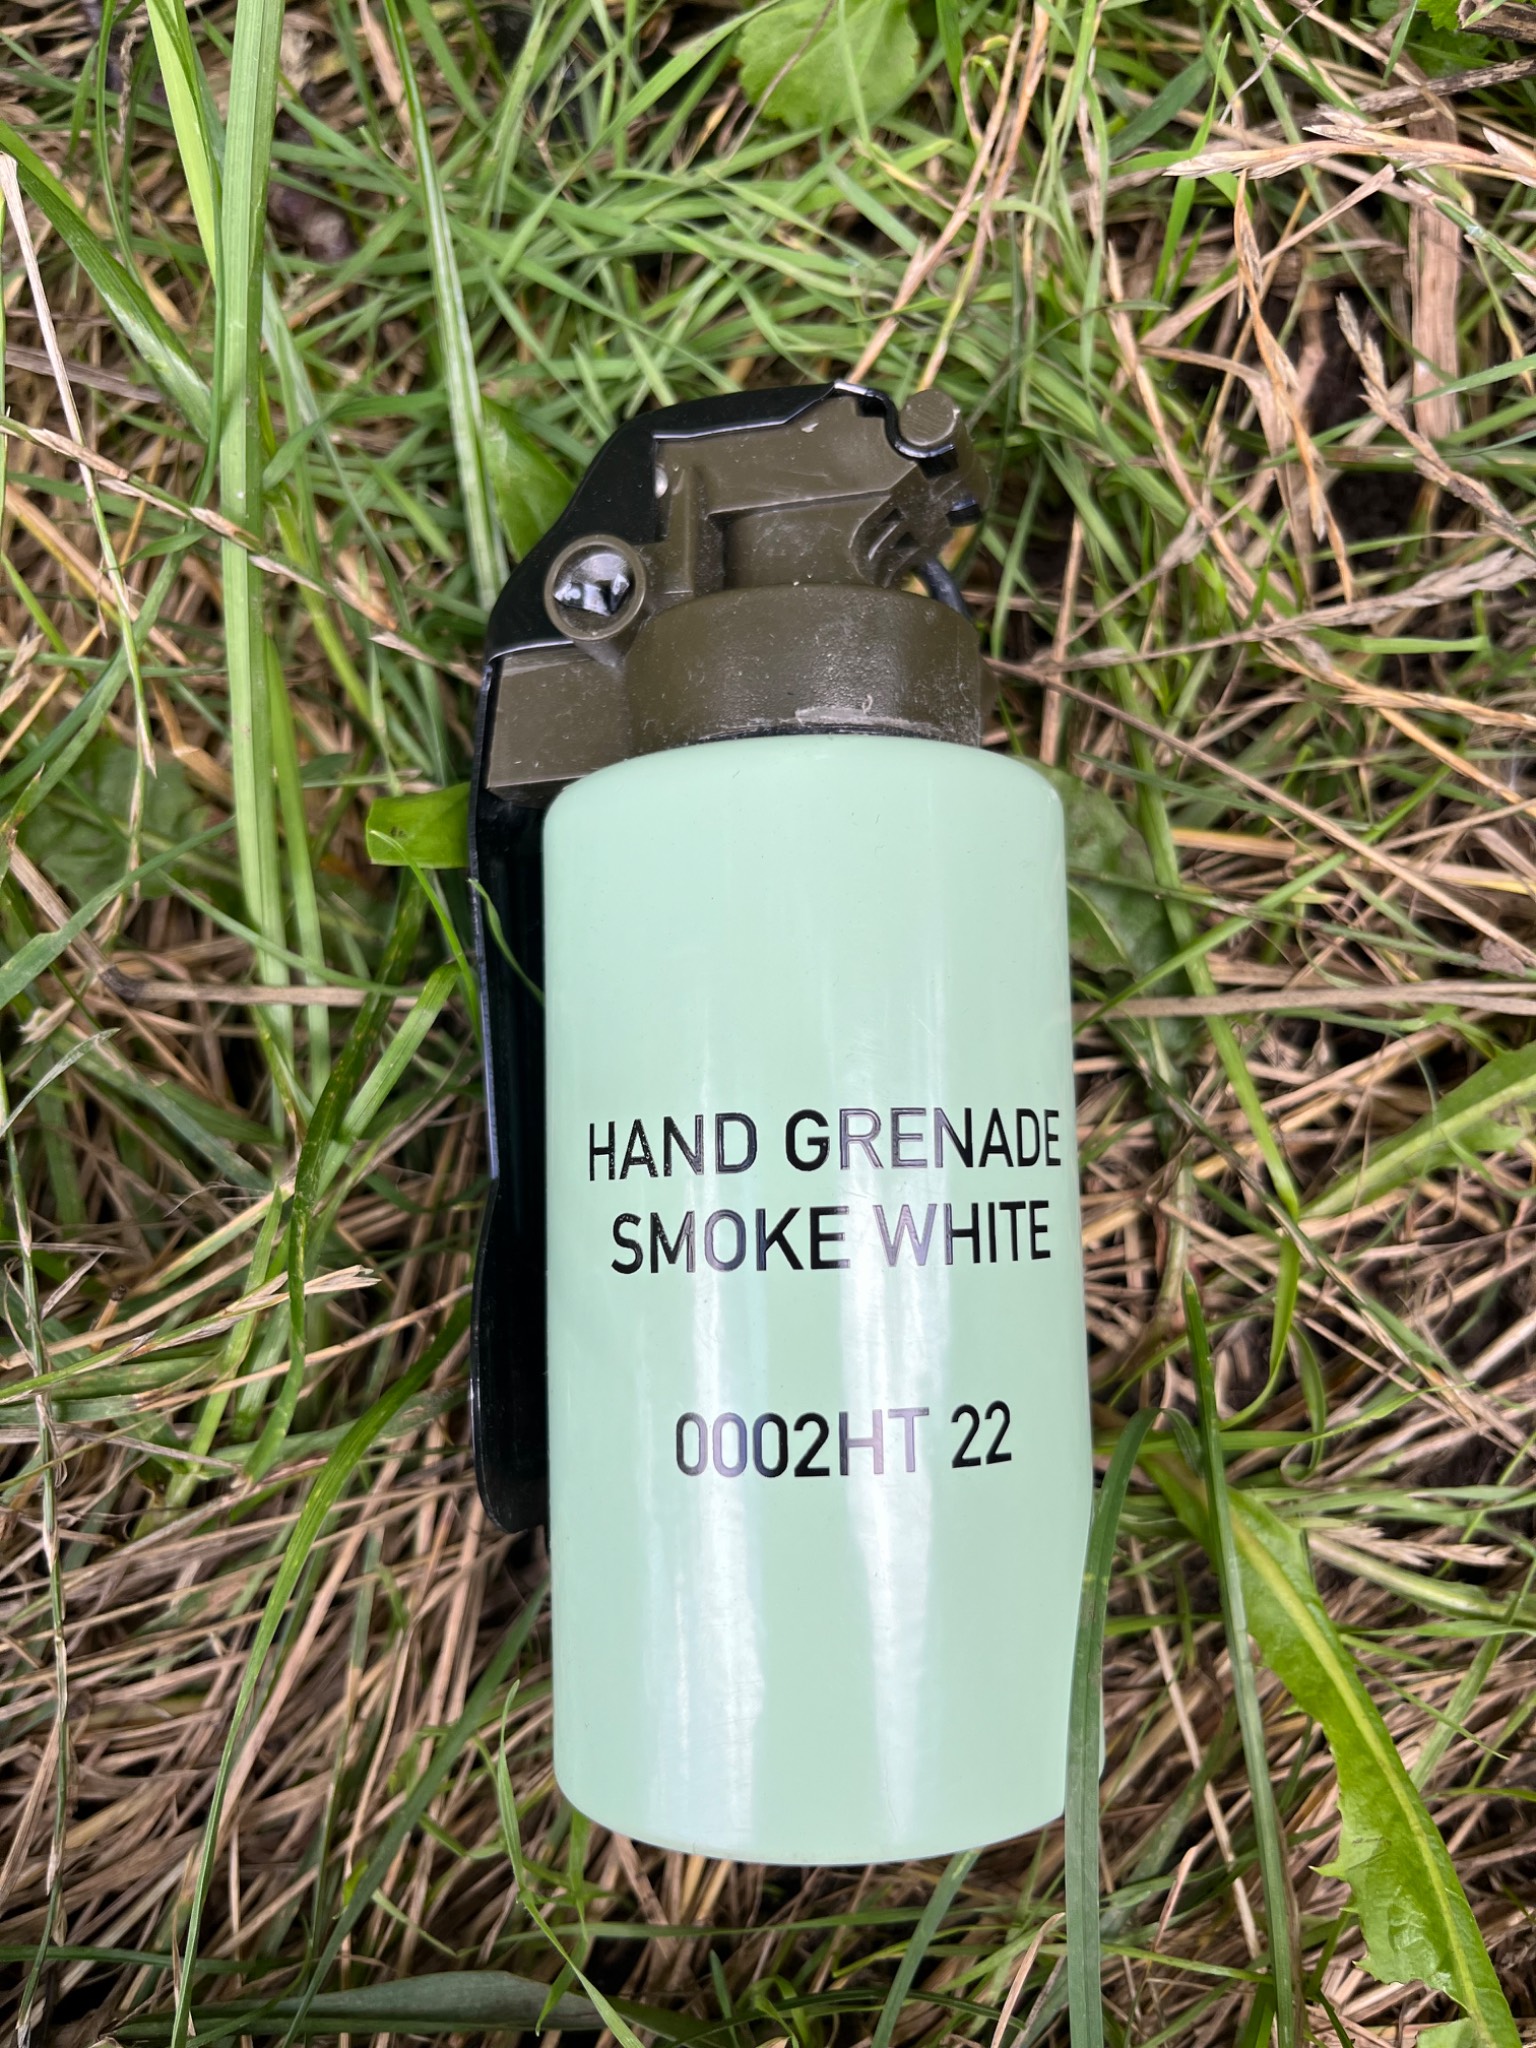 HAND GRENADE
SMOKE WHITE
0002HT 22